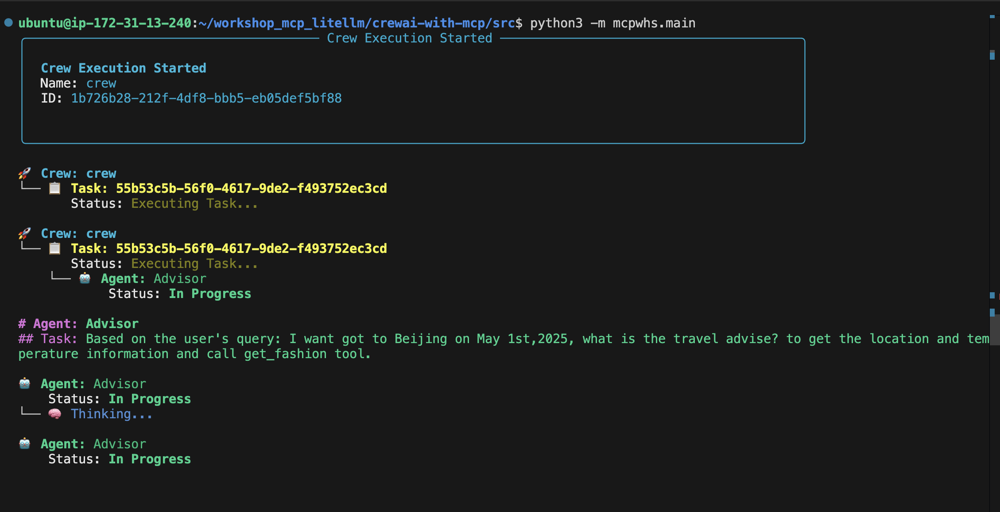 ubuntu@ip-172-31-13-240:~/workshop_mcp_litellm/crewai-with-mcp/src$ python3 -m mcpwhs.main
Crew Execution Started
Crew Execution Started
Name: crew
ID: 1b726b28-212f-4df8-bbb5-eb05def5bf88
🚀 Crew: crew
└── 📋 Task: 55b53c5b-56f0-4617-9de2-f493752ec3cd
Status: Executing Task...
🚀 Crew: crew
└── 📋 Task: 55b53c5b-56f0-4617-9de2-f493752ec3cd
Status: Executing Task...
└── 🤖 Agent: Advisor
Status: In Progress
# Agent: Advisor
## Task: Based on the user's query: I want got to Beijing on May 1st,2025, what is the travel advise? to get the location and tem
perature information and call get_fashion tool.
🤖 Agent: Advisor
Status: In Progress
└── 🧠 Thinking...
🤖 Agent: Advisor
Status: In Progress